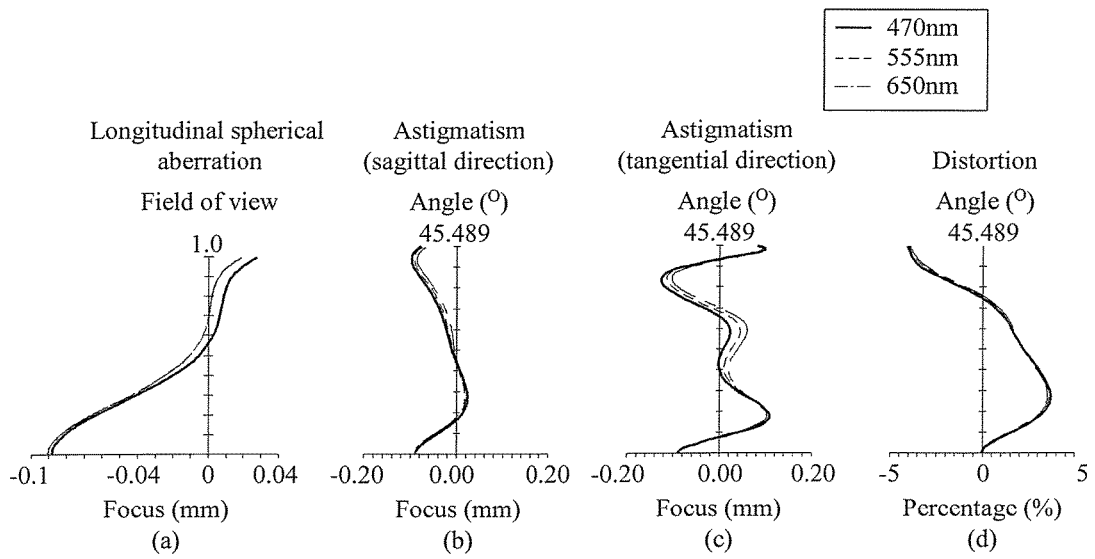 470nm
555nm
650nm
Longitudinal spherical
aberration
Field of view
1.0
-0.1
-0.04
0
0.04
Focus (mm)
(a)
Astigmatism
(sagittal direction)
Angle (O)
45.489
-0.20
0.00
0.20
Focus (mm)
(b)
Astigmatism
(tangential direction)
Angle (O)
45.489
-0.20
0.00
0.20
Focus (mm)
(c)
Distortion
Angle (O)
45.489
-5
0
5
Percentage (%)
(d)